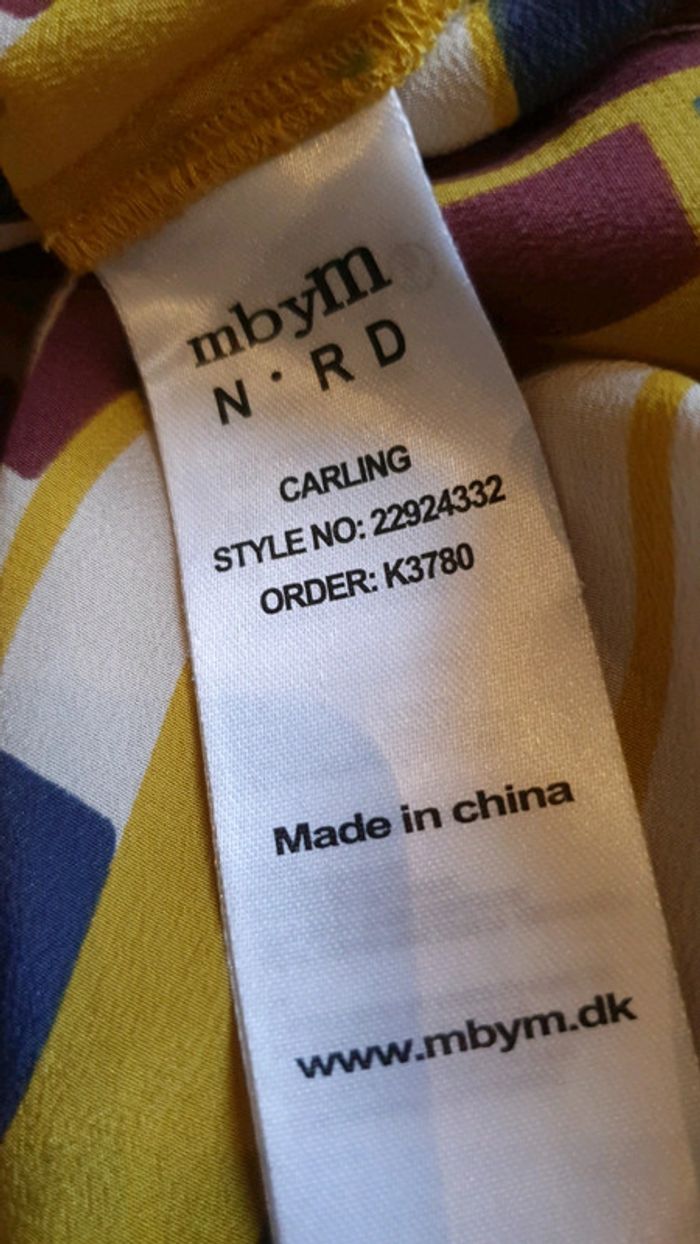 mbym
N·RD
CARLING
STYLE NO: 22924332
ORDER: K3780
Made in china
www.mbym.dk